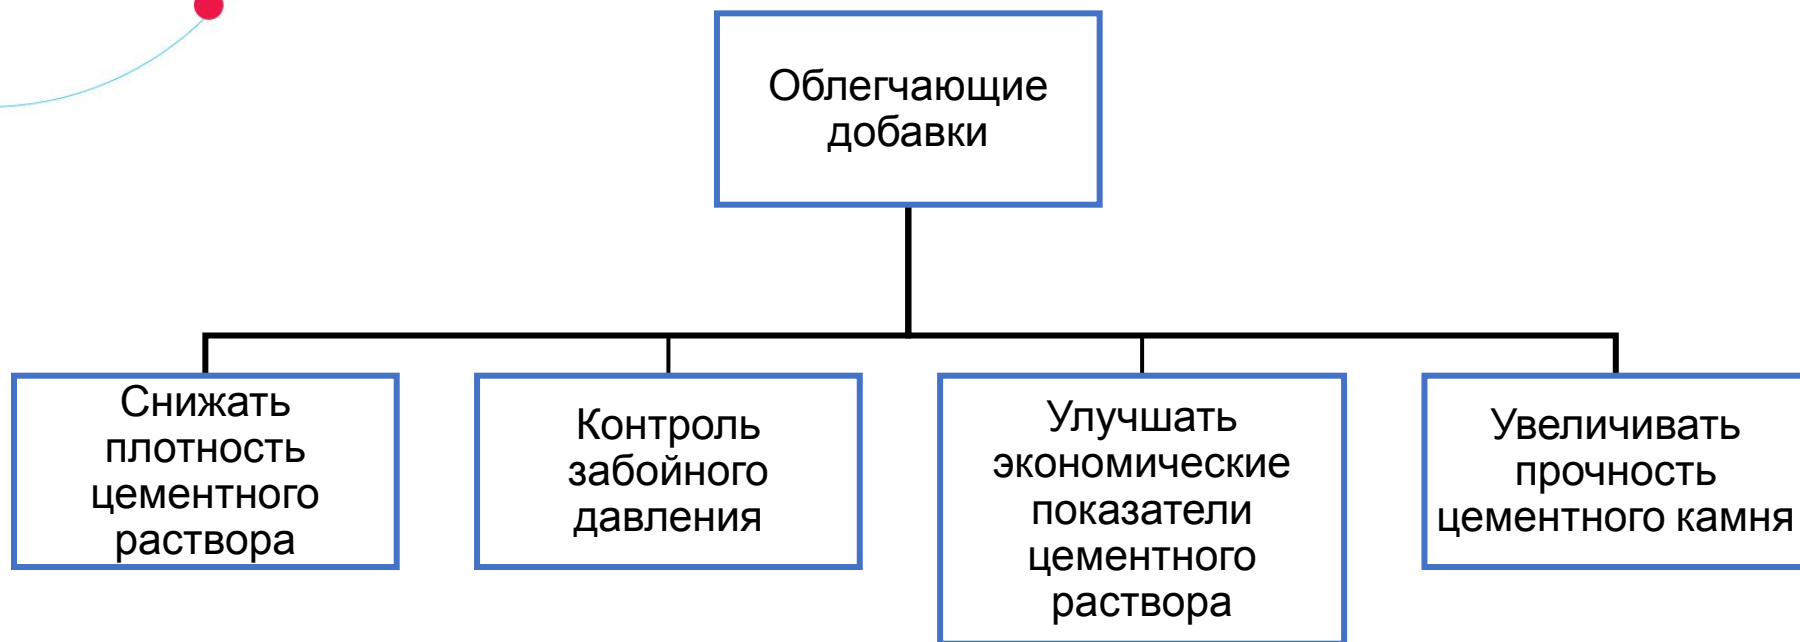 Облегчающие
добавки
Снижать
плотность
цементного
раствора
Контроль
забойного
давления
Улучшать
экономические
показатели
цементного
раствора
Увеличивать
прочность
цементного камня